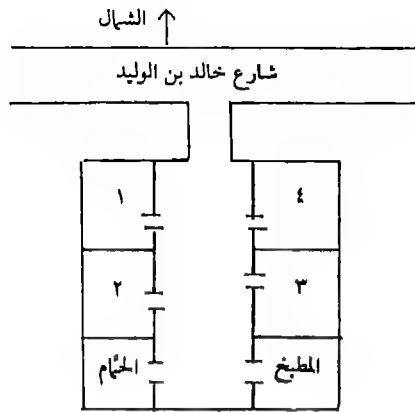 الشمال
شارع خالد بن الوليد
١
٤
٢
٣
الحمّام
المطبخ